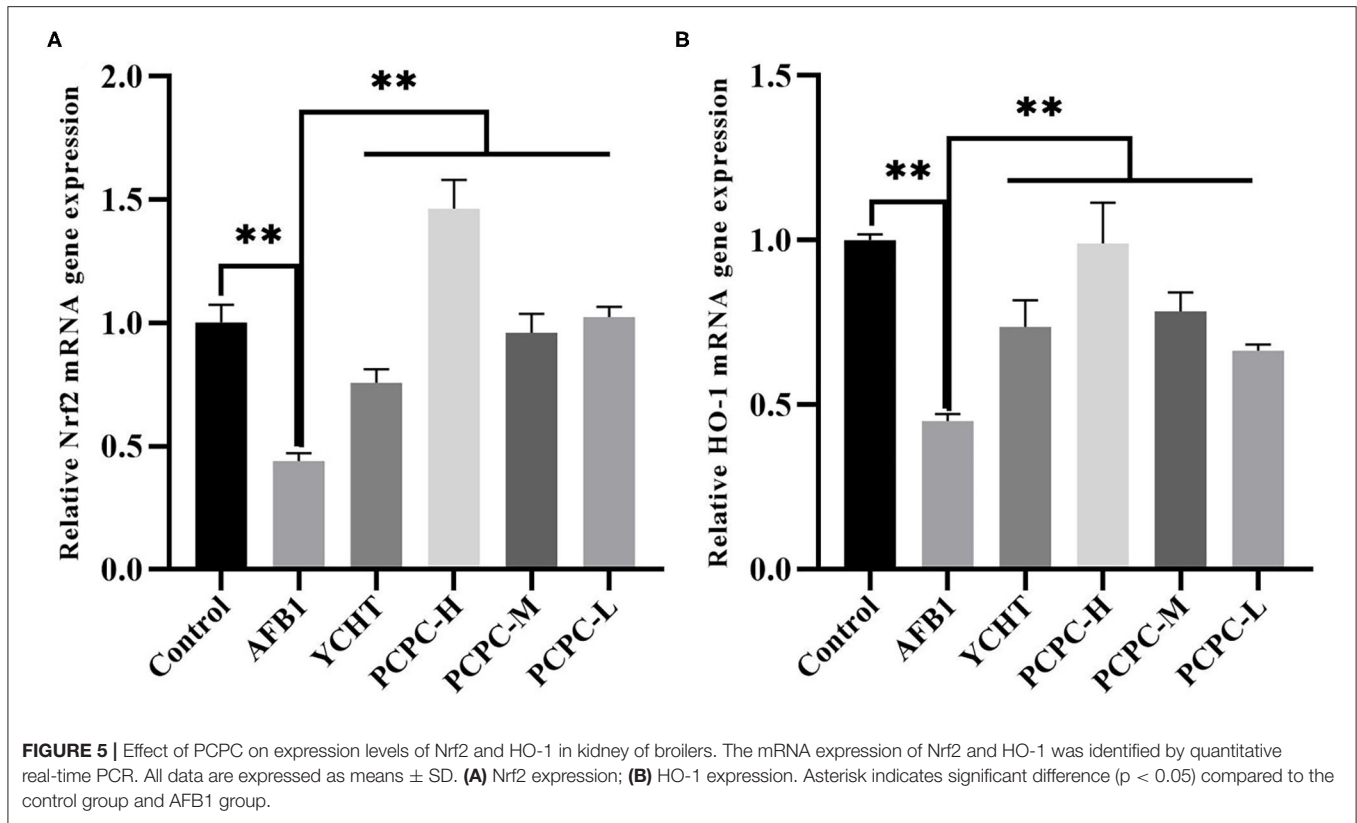 A
Relative Nrf2 mRNA gene expression
2.0
1.5
1.0
0.5
0.0
**
**
Control
AFB1
YCHT
PCPC-H
PCPC-M
PCPC-L
B
Relative HO-1 mRNA gene expression
1.5
1.0
0.5
0.0
**
**
Control
AFB1
YCHT
PCPC-H
PCPC-M
PCPC-L
FIGURE 5 | Effect of PCPC on expression levels of Nrf2 and HO-1 in kidney of broilers. The mRNA expression of Nrf2 and HO-1 was identified by quantitative
real-time PCR. All data are expressed as means ± SD. (A) Nrf2 expression; (B) HO-1 expression. Asterisk indicates significant difference (p < 0.05) compared to the
control group and AFB1 group.